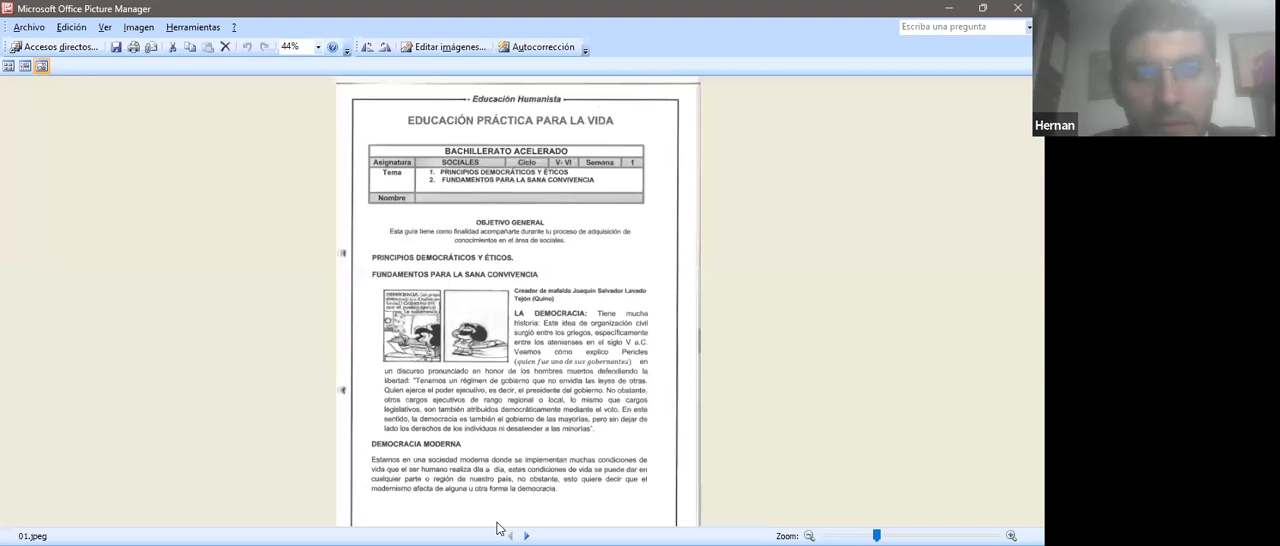 Microsoft Office Picture Manager
Archivo Edición Ver Imagen Herramientas ?
Escriba una pregunta
Accesos directos...
44%
Editar imágenes...
Autocorrección
Hernan
- Educación Humanista
EDUCACIÓN PRÁCTICA PARA LA VIDA
BACHILLERATO ACELERADO
Asignatura SOCIALES Ciclo V- VI Semana 1
Tema 1. PRINCIPIOS DEMOCRÁTICOS Y ÉTICOS
2. FUNDAMENTOS PARA LA SANA CONVIVENCIA
Nombre
OBJETIVO GENERAL
Esta guía tiene como finalidad acompañarte durante tu proceso de adquisición de
conocimientos en el área de sociales.
PRINCIPIOS DEMOCRÁTICOS Y ÉTICOS.
FUNDAMENTOS PARA LA SANA CONVIVENCIA
Creador de mafalda Joaquín Salvador Lavado
Tejón (Quino)
LA DEMOCRACIA: Tiene mucha
historia: Esta idea de organización civil
surgió entre los griegos, específicamente
entre los atenienses en el siglo V a.C.
Veamos cómo explico Pericles
(quien fue uno de sus gobernantes) en
un discurso pronunciado en honor de los hombres muertos defendiendo la
libertad: "Tenemos un régimen de gobierno que no envidia las leyes de otras.
Quien ejerce el poder ejecutivo, es decir, el presidente del gobierno. No obstante,
otros cargos ejecutivos de rango regional o local, lo mismo que cargos
legislativos, son también atribuidos democráticamente mediante el voto. En este
sentido, la democracia es también el gobierno de las mayorías, pero sin dejar de
lado los derechos de los individuos ni desatender a las minorías".
DEMOCRACIA MODERNA
Estamos en una sociedad moderna donde se implementan muchas condiciones de
vida que el ser humano realiza día a día, estas condiciones de vida se puede dar en
cualquier parte o región de nuestro país, no obstante, esto quiere decir que el
modernismo afecta de alguna u otra forma la democracia.
01.jpeg
Zoom: